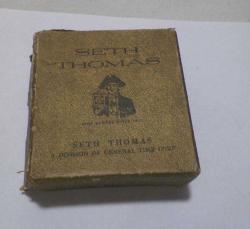 SETH
THOMAS
SETH THOMAS
A DIVISION OF GENERAL TIME CORP.